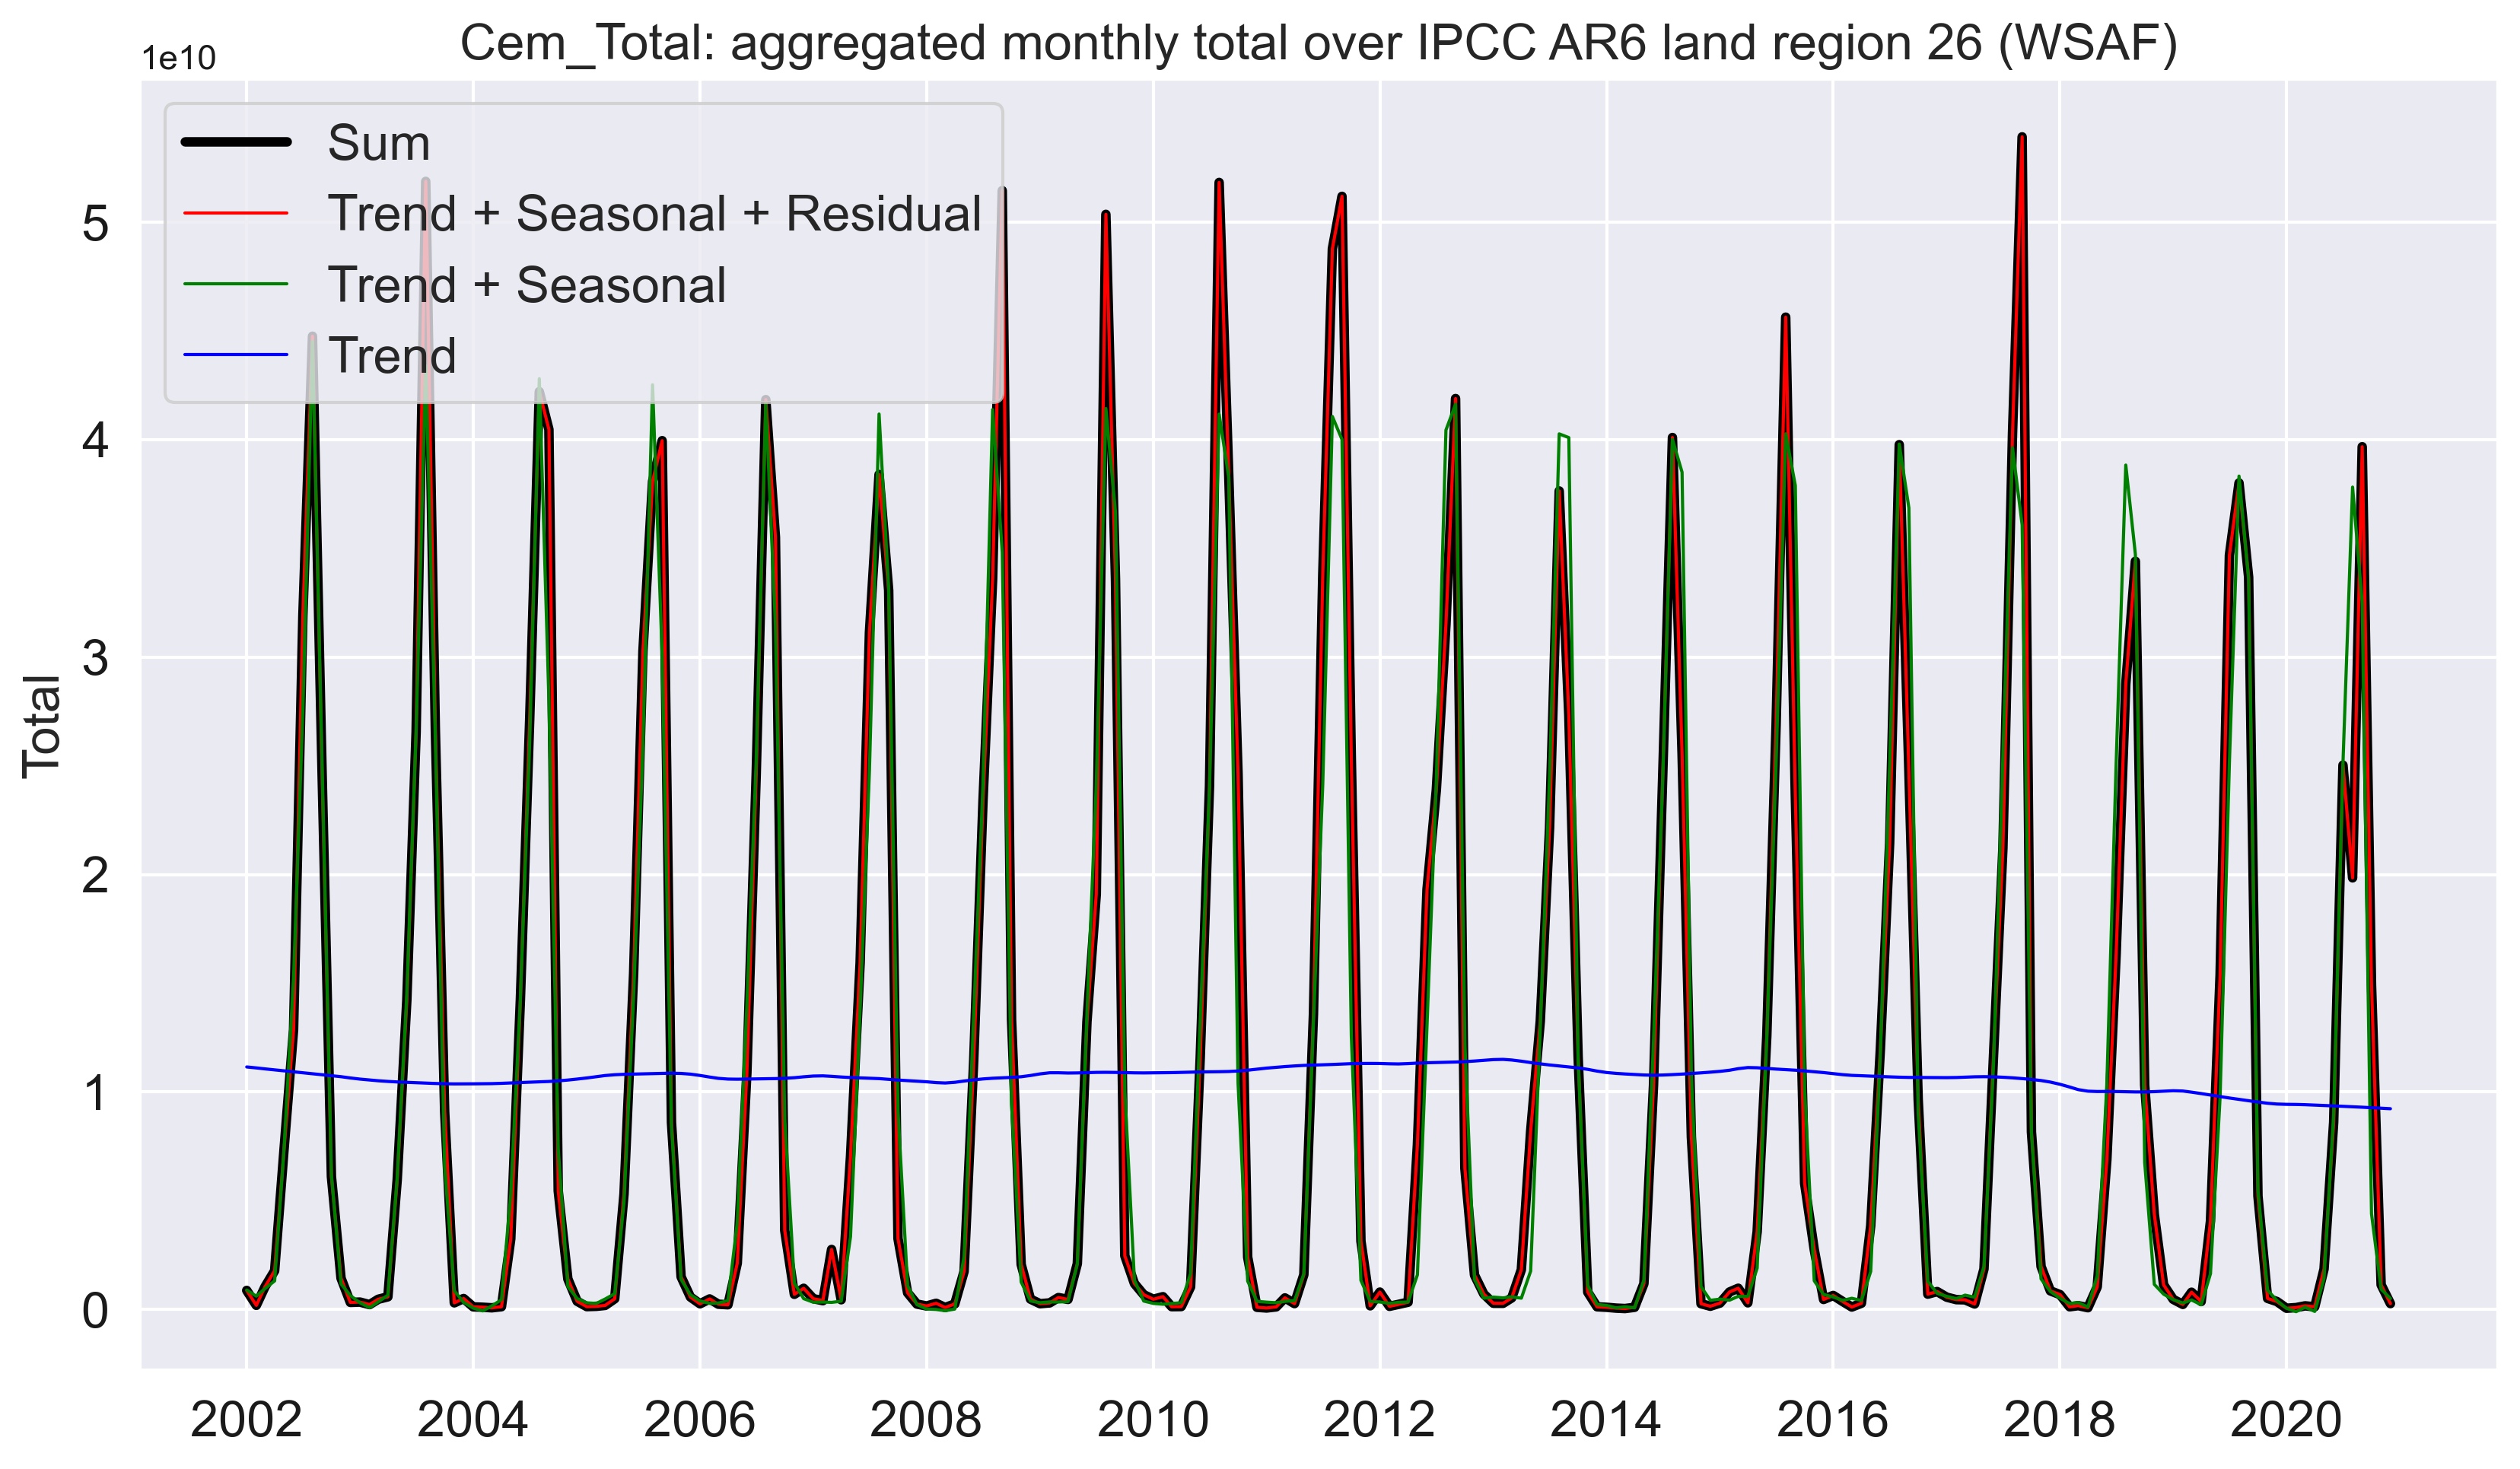 Cem_Total: aggregated monthly total over IPCC AR6 land region 26 (WSAF)
1e10
Sum
Trend + Seasonal + Residual
Trend + Seasonal
Trend
5
4
3
2
1
0
Total
2002 2004 2006 2008 2010 2012 2014 2016 2018 2020